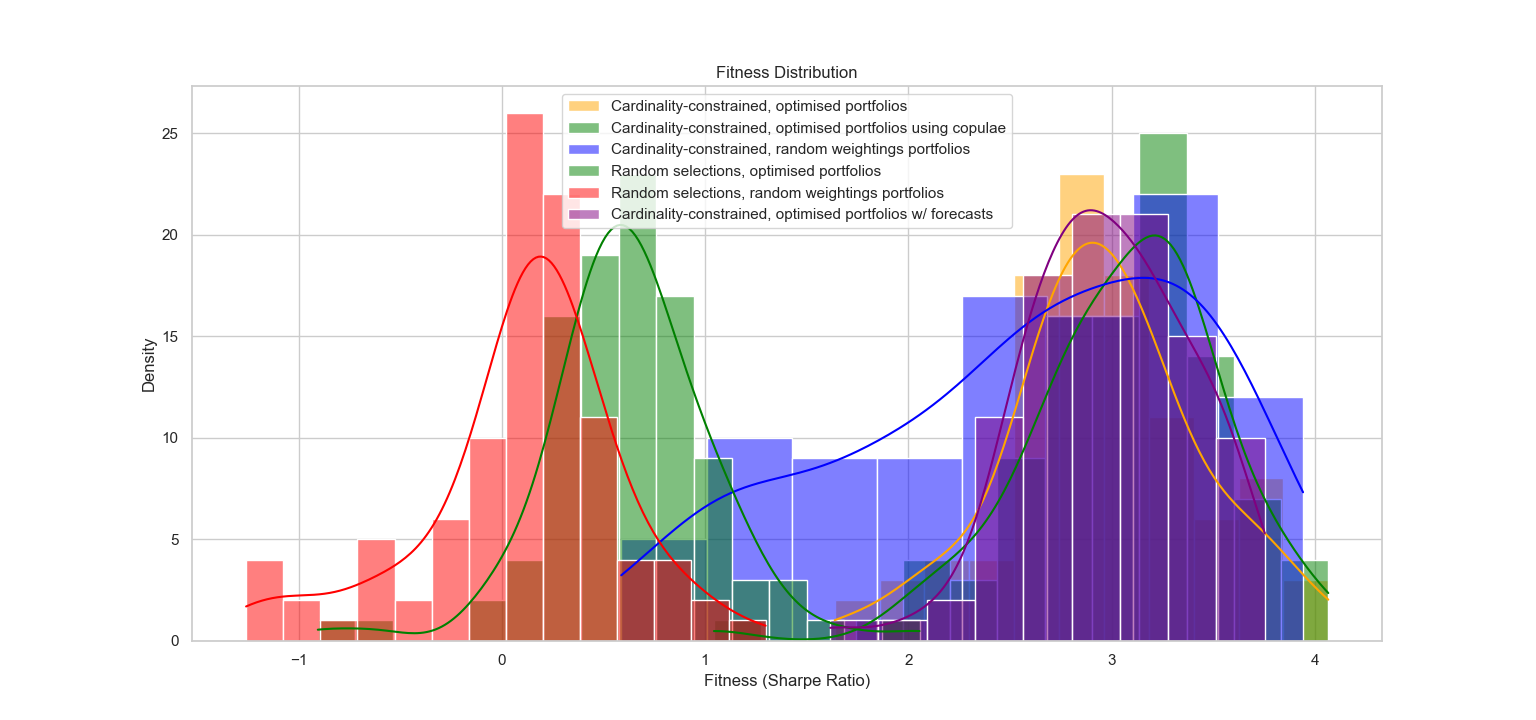 Fitness Distribution
Cardinality-constrained, optimised portfolios
Cardinality-constrained, optimised portfolios using copulae
Cardinality-constrained, random weightings portfolios
Random selections, optimised portfolios
Random selections, random weightings portfolios
Cardinality-constrained, optimised portfolios w/ forecasts
25
20
15
10
5
0
Density
−1 0 1 2 3 4
Fitness (Sharpe Ratio)